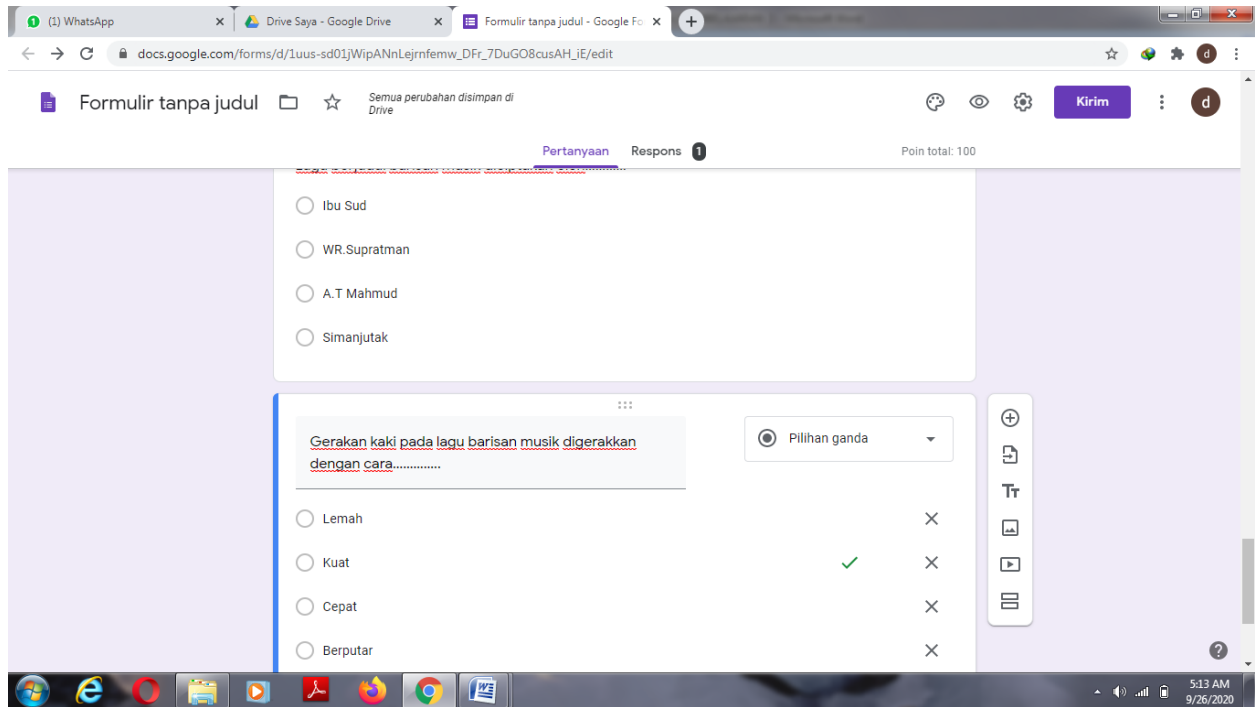 (1) WhatsApp
Drive Saya - Google Drive
Formulir tanpa judul - Google Fo
docs.google.com/forms/d/1uus-sd01jWipANnLejrnfemw_DFr_7DuGO8cusAH_iE/edit
d
Formulir tanpa judul
Semua perubahan disimpan di
Drive
Kirim
d
Pertanyaan
Respons 1
Poin total: 100
Ibu Sud
WR.Supratman
A.T Mahmud
Simanjutak
Gerakan kaki pada lagu barisan musik digerakkan
dengan cara..............
Pilihan ganda
Lemah
Kuat
Cepat
Berputar
5:13 AM
9/26/2020